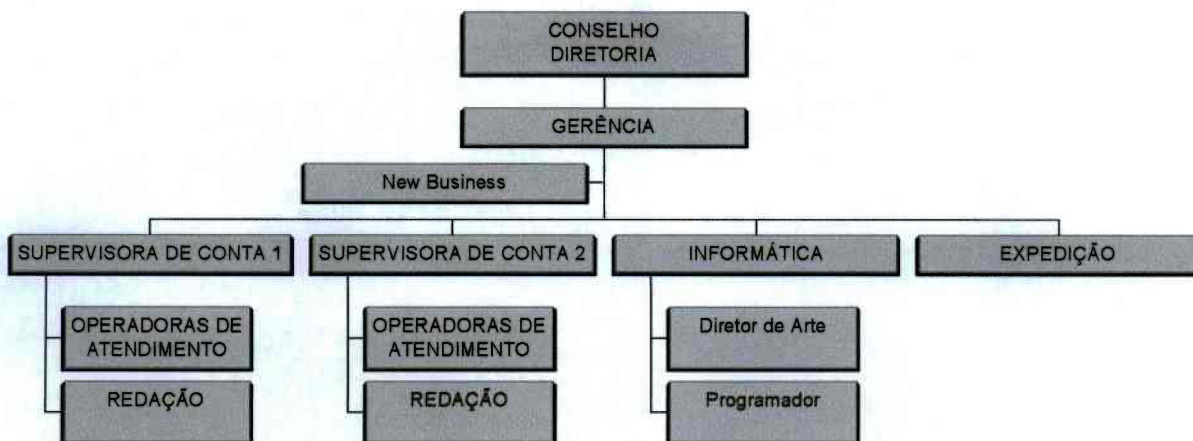 CONSELHO
DIRETORIA
GERÊNCIA
New Business
SUPERVISORA DE CONTA 1
SUPERVISORA DE CONTA 2
INFORMÁTICA
EXPEDIÇÃO
OPERADORAS DE
ATENDIMENTO
OPERADORAS DE
ATENDIMENTO
Diretor de Arte
REDAÇÃO
REDAÇÃO
Programador